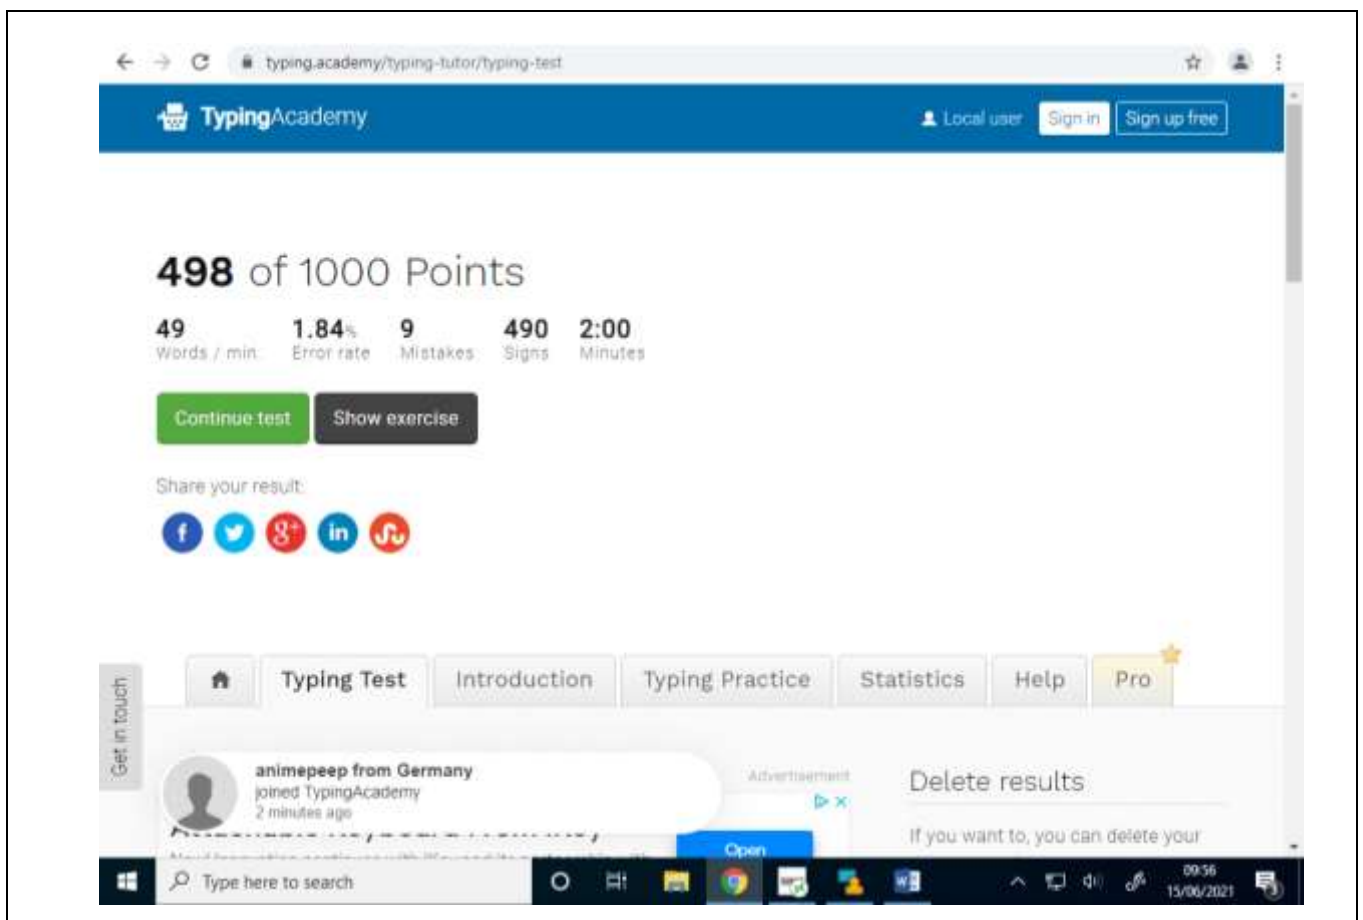 typing.academy/typing-tutor/typing-test
TypingAcademy
Local user
Sign in
Sign up free
498 of 1000 Points
49 1.84% 9 490 2:00
Words / min. Error rate Mistakes Signs Minutes
Continue test
Show exercise
Share your result:
Typing Test
Introduction
Typing Practice
Statistics
Help
Pro
Get in touch
animepeep from Germany
joined TypingAcademy
2 minutes ago
Advertisement
Open
Delete results
If you want to, you can delete your
Type here to search
09:56
15/06/2021